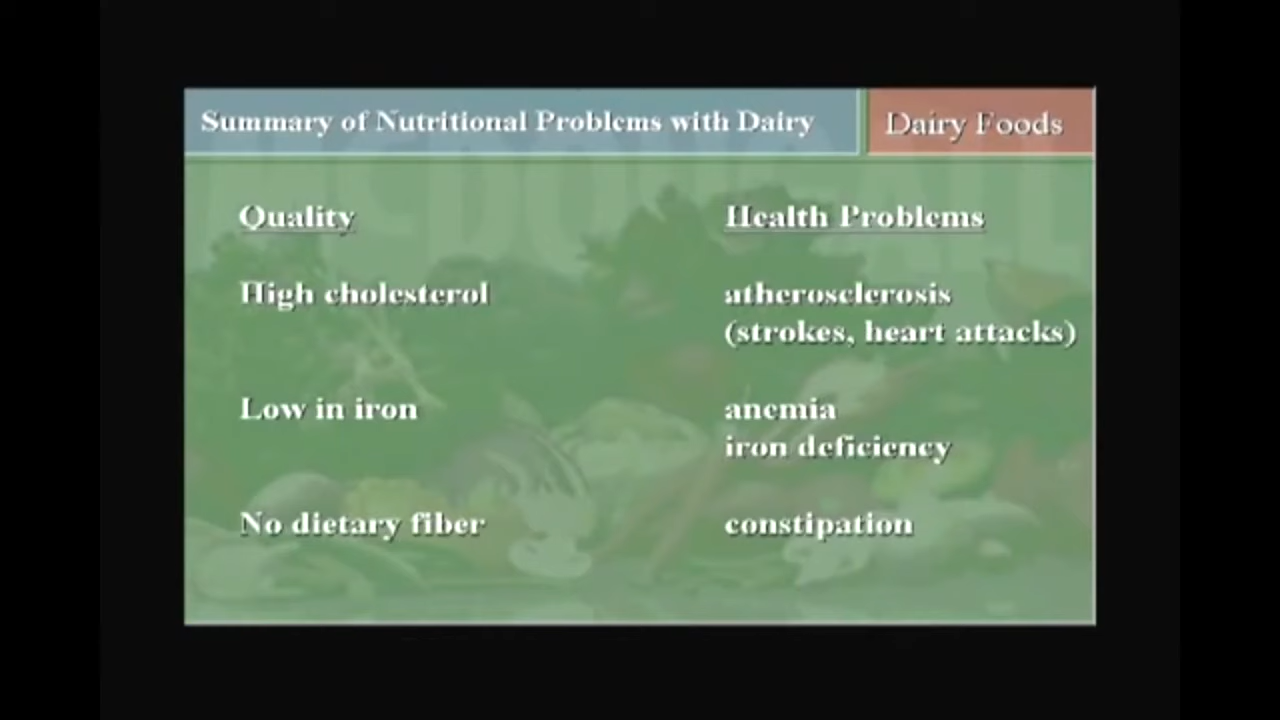 Summary of Nutritional Problems with Dairy
Dairy Foods
Quality
Health Problems
High cholesterol
atherosclerosis
(strokes, heart attacks)
Low in iron
anemia
iron deficiency
No dietary fiber
constipation